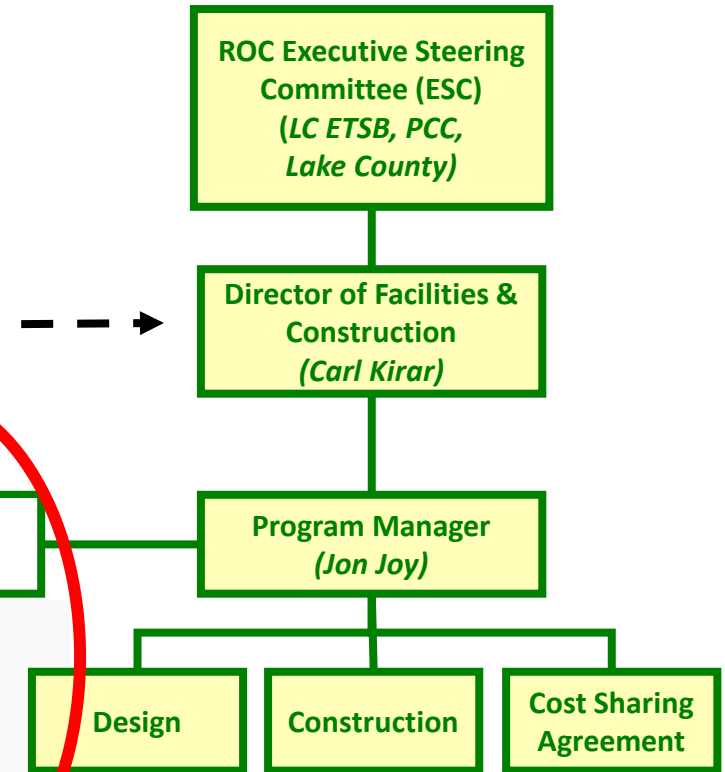 ROC Executive Steering
Committee (ESC)
(LC ETSB, PCC,
Lake County)
Director of Facilities &
Construction
(Carl Kirar)
Program Manager
(Jon Joy)
Design
Construction
Cost Sharing
Agreement